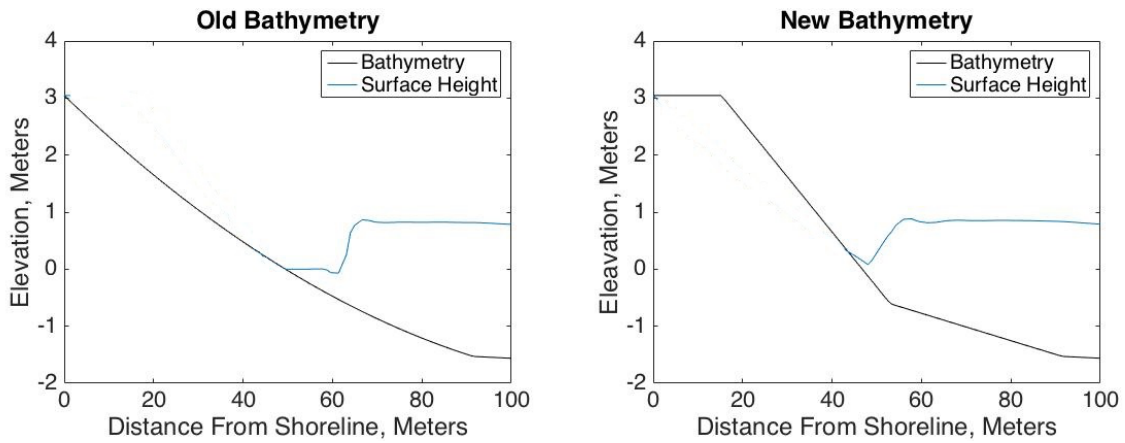 Old Bathymetry
4
3
2
1
0
-1
-2
0
20
40
60
80
100
Elevation, Meters
Distance From Shoreline, Meters
Bathymetry
Surface Height
New Bathymetry
4
3
2
1
0
-1
-2
0
20
40
60
80
100
Eleavation, Meters
Distance From Shoreline, Meters
Bathymetry
Surface Height